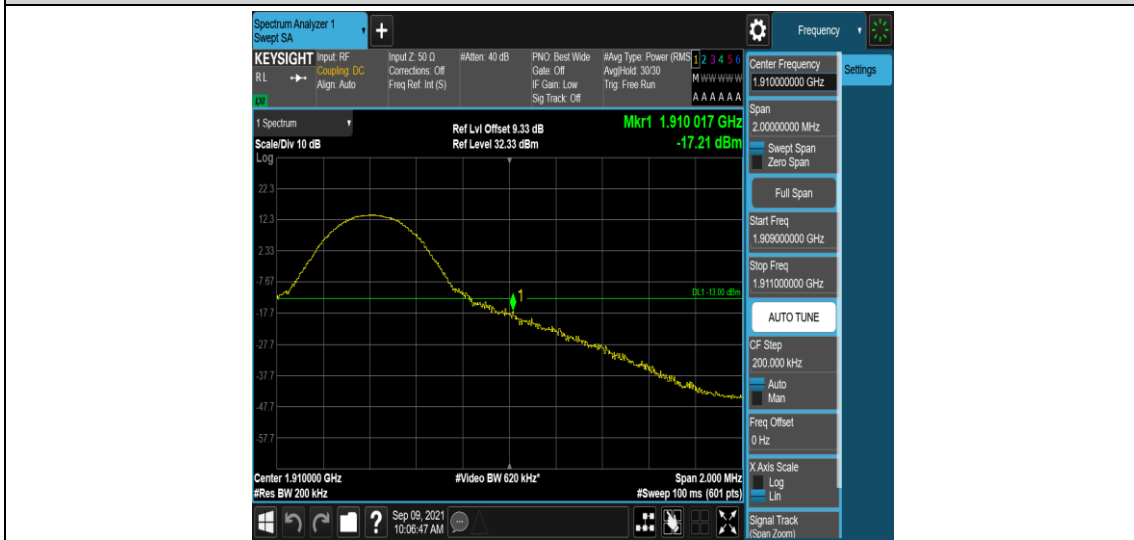 Spectrum Analyzer 1
Swept SA
+
Frequency
KEYSIGHT
RL
LXI
Input: RF
Coupling: DC
Align: Auto
Input Z: 50 Ω
Corrections: Off
Freq Ref: Int (S)
#Atten: 40 dB
PNO: Best Wide
Gate: Off
IF Gain: Low
Sig Track: Off
#Avg Type: Power (RMS
Avg|Hold: 30/30
Trig: Free Run
1 2 3 4 5 6
M W W W W W
A A A A A A
Center Frequency
1.910000000 GHz
Settings
Span
2.00000000 MHz
Swept Span
Zero Span
Full Span
Start Freq
1.909000000 GHz
Stop Freq
1.911000000 GHz
AUTO TUNE
CF Step
200.000 kHz
Auto
Man
Freq Offset
0 Hz
X Axis Scale
Log
Lin
Signal Track
(Span Zoom)
1 Spectrum
Scale/Div 10 dB
Log
Ref Lvl Offset 9.33 dB
Ref Level 32.33 dBm
Mkr1 1.910 017 GHz
-17.21 dBm
22.3
12.3
2.33
-7.67
DL1 -13.00 dBm
1
-17.7
-27.7
-37.7
-47.7
-57.7
Center 1.910000 GHz
#Res BW 200 kHz
#Video BW 620 kHz*
Span 2.000 MHz
#Sweep 100 ms (601 pts)
?
Sep 09, 2021
10:06:47 AM